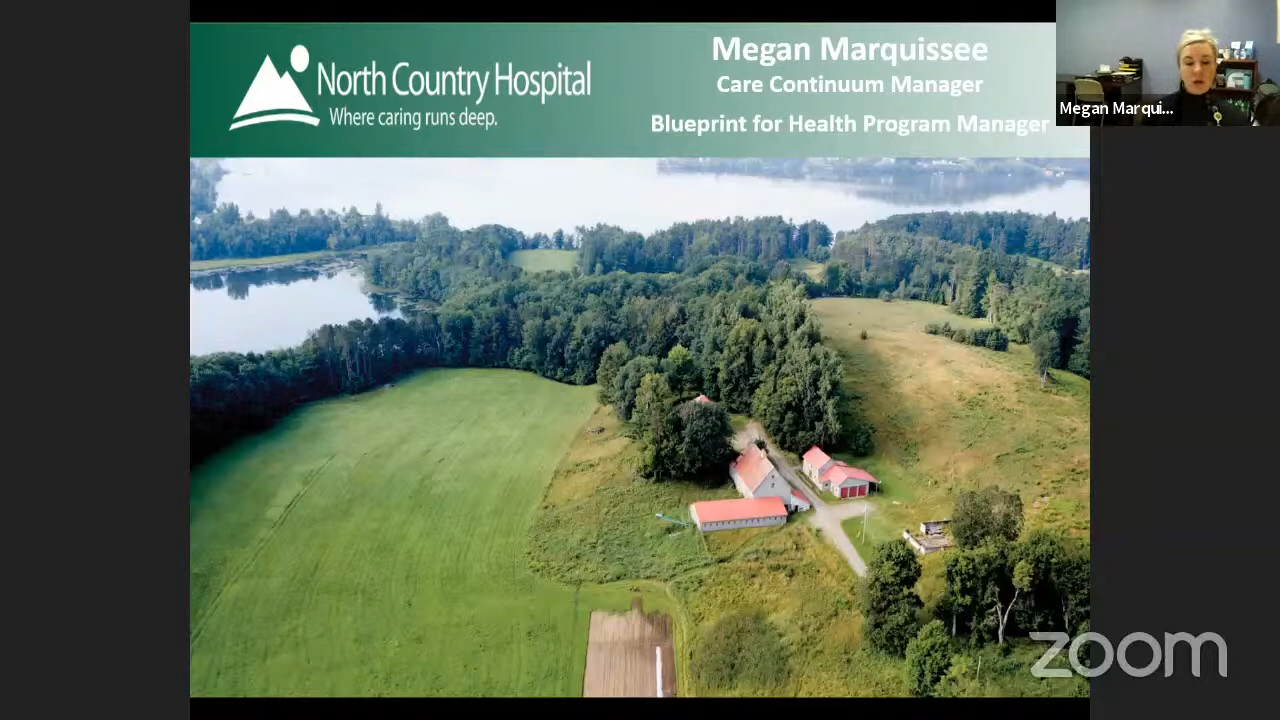 North Country Hospital
Where caring runs deep.
Megan Marquissee
Care Continuum Manager
Blueprint for Health Program Manager
Megan Marqui...
zoom